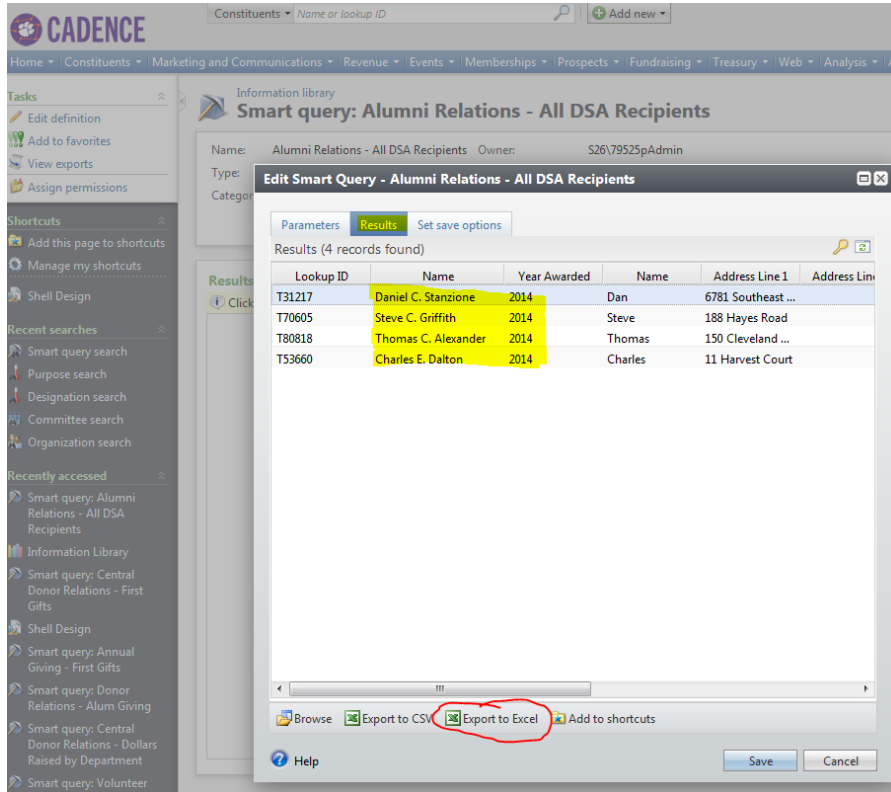 CADENCE
Constituents Name or lookup ID Add new
Home Constituents Marketing and Communications Revenue Events Memberships Prospects Fundraising Treasury Web Analysis
Tasks
Edit definition
Add to favorites
View exports
Assign permissions
Shortcuts
Add this page to shortcuts
Manage my shortcuts
Shell Design
Recent searches
Smart query search
Purpose search
Designation search
Committee search
Organization search
Recently accessed
Smart query: Alumni
Relations - All DSA
Recipients
Information Library
Smart query: Central
Donor Relations - First
Gifts
Shell Design
Smart query: Annual
Giving - First Gifts
Smart query: Donor
Relations - Alum Giving
Smart query: Central
Donor Relations - Dollars
Raised by Department
Smart query: Volunteer
Information library
Smart query: Alumni Relations - All DSA Recipients
Name: Alumni Relations - All DSA Recipients Owner: S26\79525pAdmin
Type:
Categor
Results
Click
Edit Smart Query - Alumni Relations - All DSA Recipients
Parameters Results Set save options
Results (4 records found)
Lookup ID Name Year Awarded Name Address Line 1 Address Lin
T31217 Daniel C. Stanzione 2014 Dan 6781 Southeast ...
T70605 Steve C. Griffith 2014 Steve 188 Hayes Road
T80818 Thomas C. Alexander 2014 Thomas 150 Cleveland ...
T53660 Charles E. Dalton 2014 Charles 11 Harvest Court
Browse Export to CSV Export to Excel Add to shortcuts
Help Save Cancel